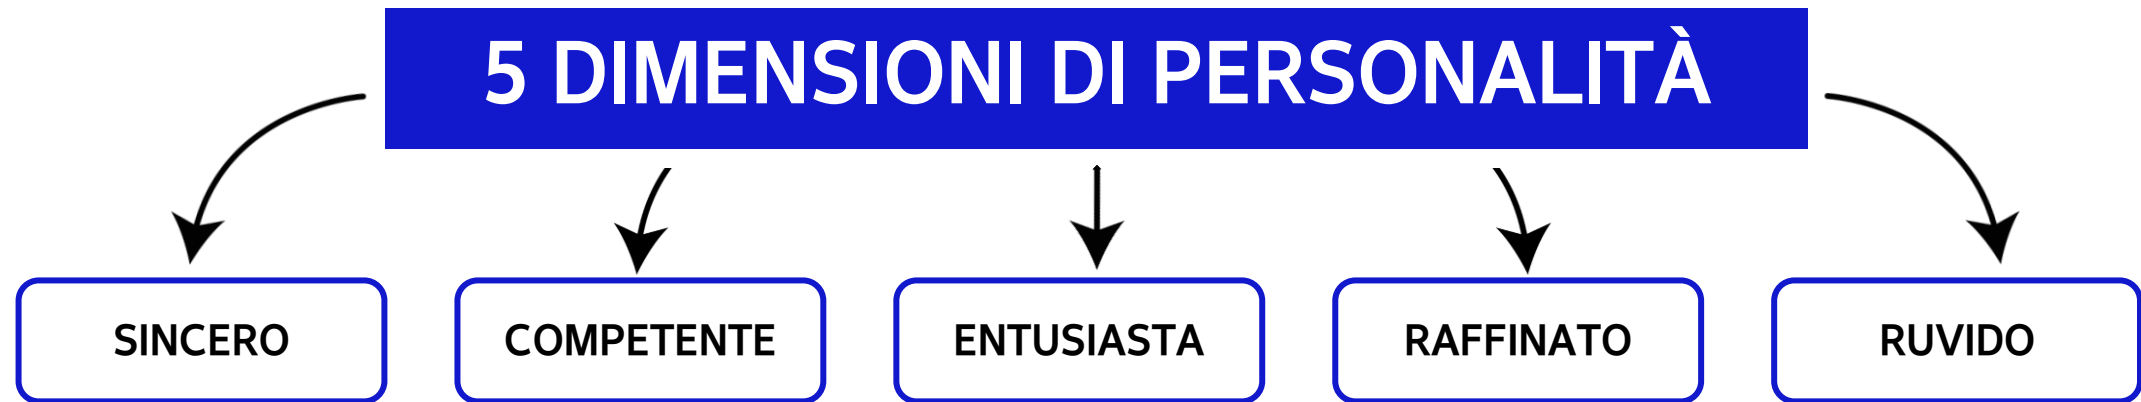 5 DIMENSIONI DI PERSONALITÀ
SINCERO
COMPETENTE
ENTUSIASTA
RAFFINATO
RUVIDO